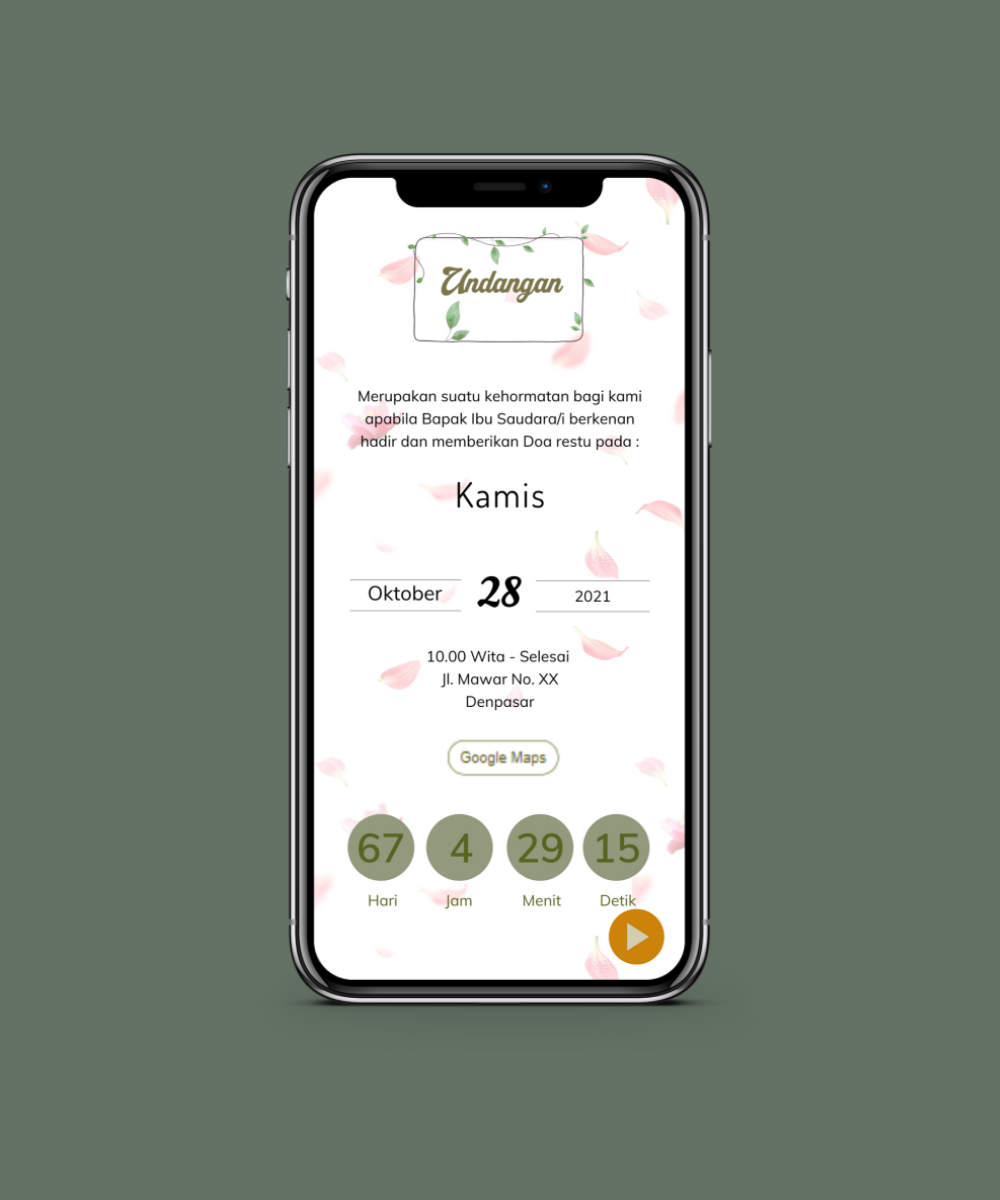 Undangan
Merupakan suatu kehormatan bagi kami
apabila Bapak Ibu Saudara/i berkenan
hadir dan memberikan Doa restu pada :
Kamis
Oktober 28 2021
10.00 Wita - Selesai
Jl. Mawar No. XX
Denpasar
Google Maps
67 4 29 15
Hari Jam Menit Detik